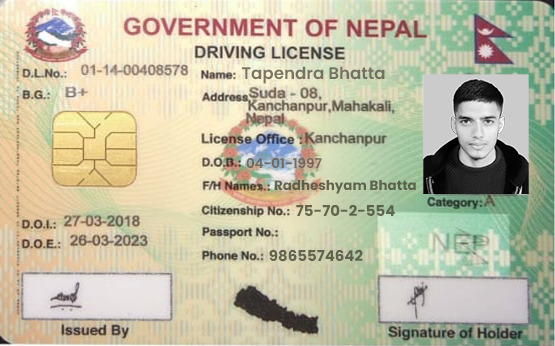 GOVERNMENT OF NEPAL
DRIVING LICENSE
D.L.No.: 01-14-00408578
Name: Tapendra Bhatta
B.G.: B+
Address, Suda - 08,
Kanchanpur,Mahakali,
Nepal
License Office : Kanchanpur
D.O.B.: 04-01-1997
F/H Names.: Radheshyam Bhatta
Category: A
Citizenship No.: 75-70-2-554
D.O.I.: 27-03-2018
Passport No.:
D.O.E.: 26-03-2023
NEP
Phone No.: 9865574642
Issued By
Signature of Holder